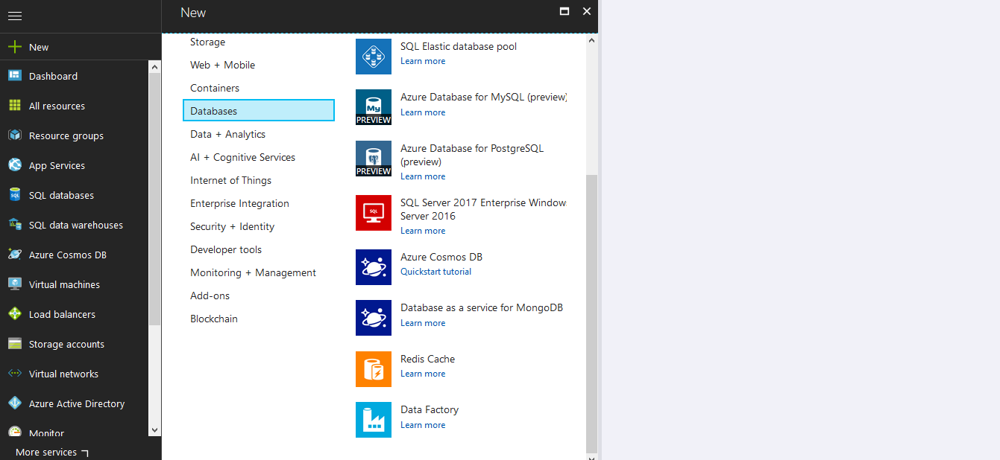 New
Dashboard
All resources
Resource groups
App Services
SQL databases
SQL data warehouses
Azure Cosmos DB
Virtual machines
Load balancers
Storage accounts
Virtual networks
Azure Active Directory
Monitor
More services
New
Storage
Web + Mobile
Containers
Databases
Data + Analytics
AI + Cognitive Services
Internet of Things
Enterprise Integration
Security + Identity
Developer tools
Monitoring + Management
Add-ons
Blockchain
SQL Elastic database pool
Learn more
My
PREVIEW
Azure Database for MySQL (preview)
Learn more
PREVIEW
Azure Database for PostgreSQL
(preview)
Learn more
SQL
SQL Server 2017 Enterprise Windows
Server 2016
Learn more
Azure Cosmos DB
Quickstart tutorial
Database as a service for MongoDB
Learn more
Redis Cache
Learn more
Data Factory
Learn more